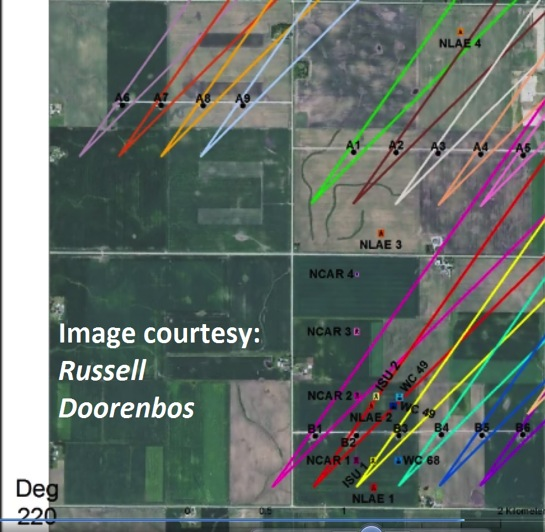 NLAE 4
A6 A7 A8 A9
A1 A2 A3 A4 A5
NLAE 3
NCAR 4
Image courtesy:
NCAR 3
Russell
ISU 2
WC 49
NCAR 2
Doorenbos
WC 49
NLAE 2
B1 B2 B3 B4 B5 B6
NCAR 1
ISU 1
WC 68
Deg
NLAE 1
220
0 0.5 1 2 Kilometer